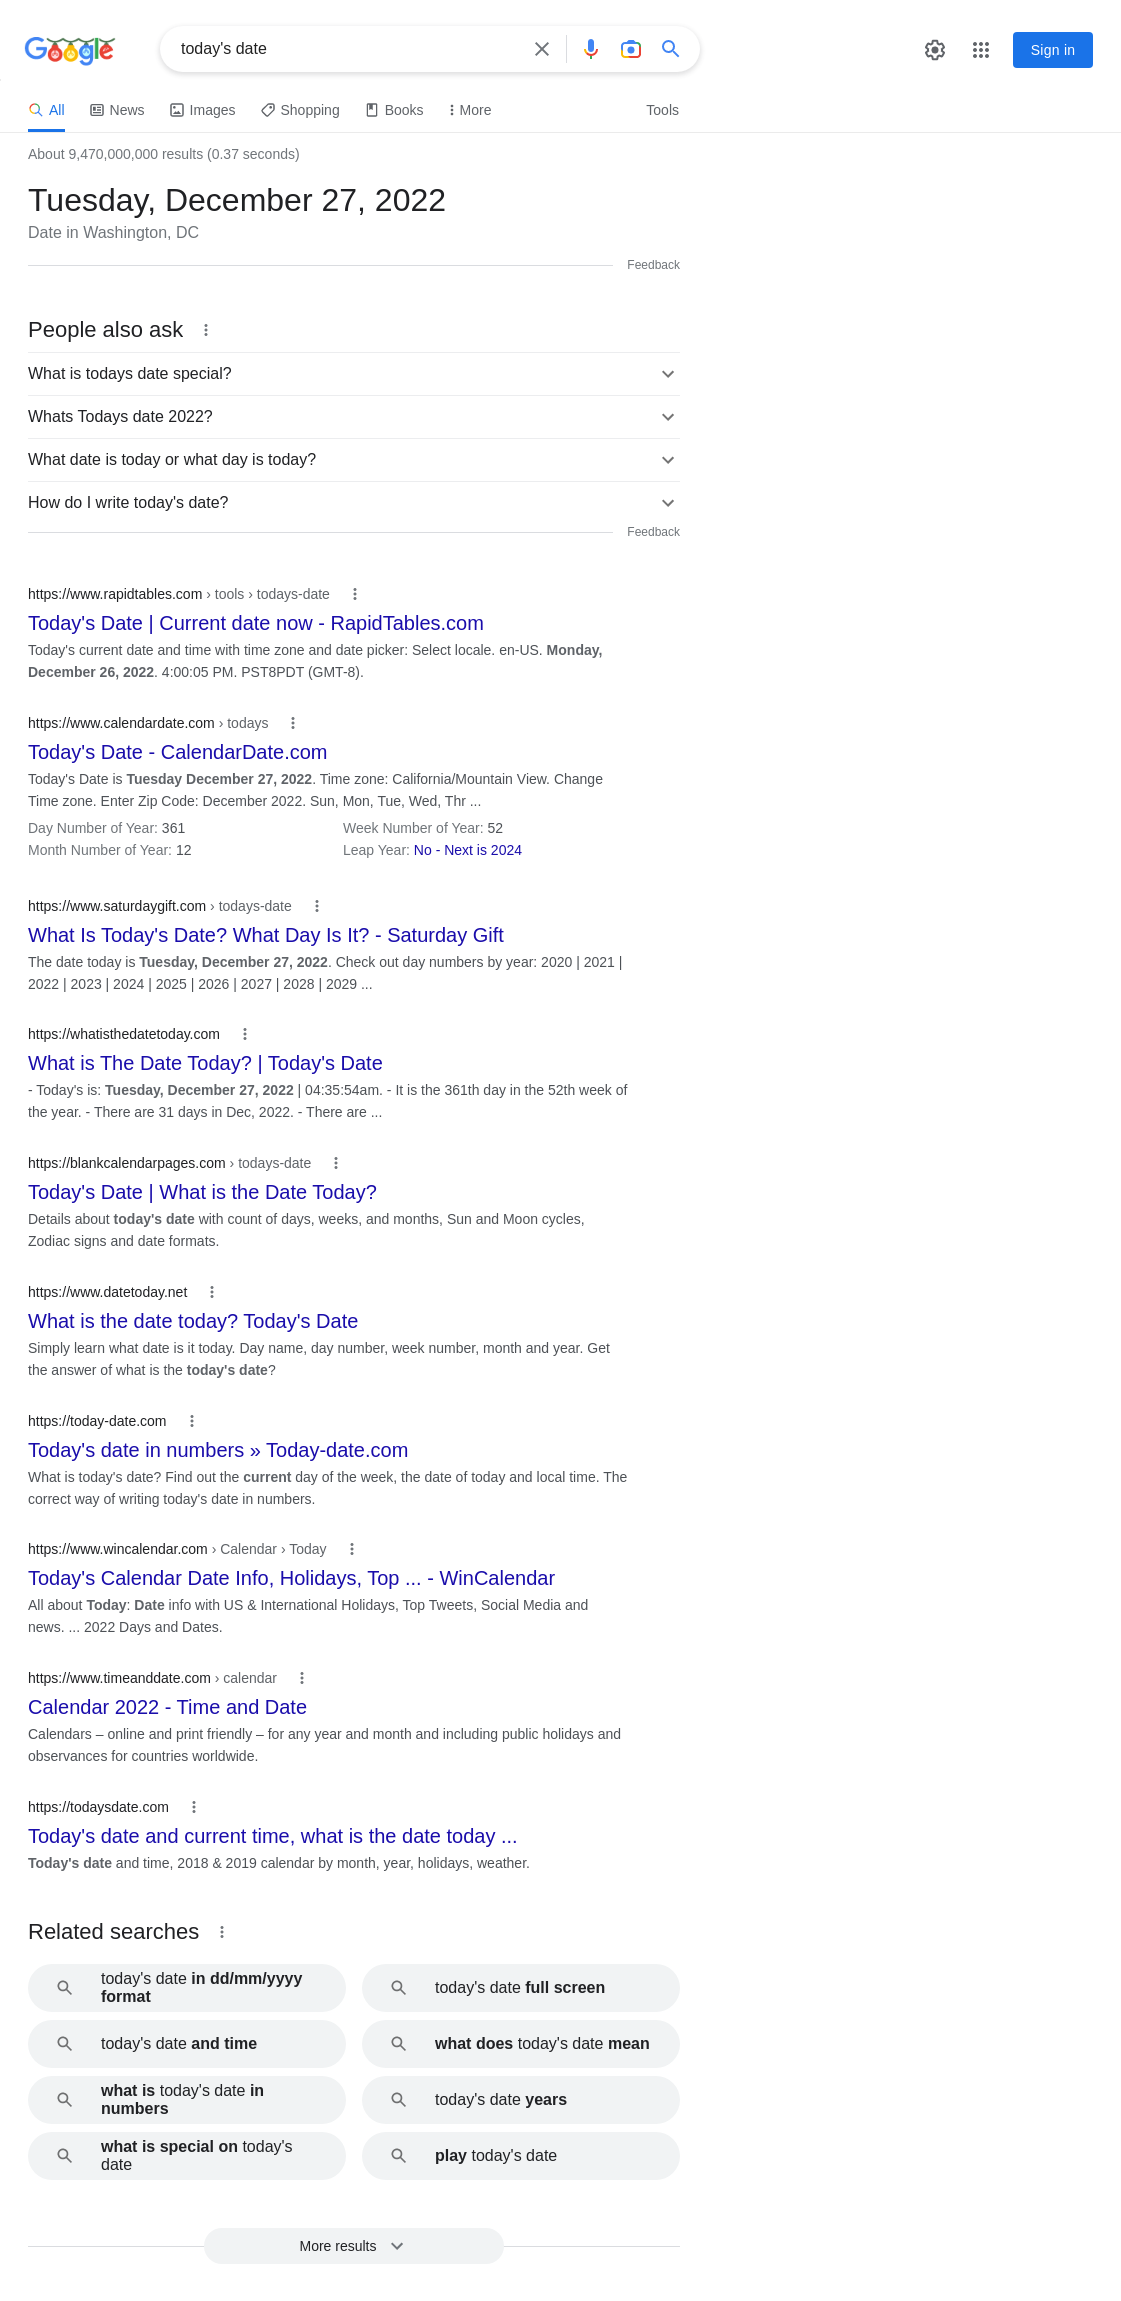 Google
today's date
Sign in
All
News
Images
Shopping
Books
More
Tools
About 9,470,000,000 results (0.37 seconds)
Tuesday, December 27, 2022
Date in Washington, DC
Feedback
People also ask
What is todays date special?
Whats Todays date 2022?
What date is today or what day is today?
How do I write today's date?
Feedback
https://www.rapidtables.com › tools › todays-date
Today's Date | Current date now - RapidTables.com
Today's current date and time with time zone and date picker: Select locale. en-US. Monday,
December 26, 2022. 4:00:05 PM. PST8PDT (GMT-8).
https://www.calendardate.com › todays
Today's Date - CalendarDate.com
Today's Date is Tuesday December 27, 2022. Time zone: California/Mountain View. Change
Time zone. Enter Zip Code: December 2022. Sun, Mon, Tue, Wed, Thr ...
Day Number of Year: 361
Week Number of Year: 52
Month Number of Year: 12
Leap Year: No - Next is 2024
https://www.saturdaygift.com › todays-date
What Is Today's Date? What Day Is It? - Saturday Gift
The date today is Tuesday, December 27, 2022. Check out day numbers by year: 2020 | 2021 |
2022 | 2023 | 2024 | 2025 | 2026 | 2027 | 2028 | 2029 ...
https://whatisthedatetoday.com
What is The Date Today? | Today's Date
- Today's is: Tuesday, December 27, 2022 | 04:35:54am. - It is the 361th day in the 52th week of
the year. - There are 31 days in Dec, 2022. - There are ...
https://blankcalendarpages.com › todays-date
Today's Date | What is the Date Today?
Details about today's date with count of days, weeks, and months, Sun and Moon cycles,
Zodiac signs and date formats.
https://www.datetoday.net
What is the date today? Today's Date
Simply learn what date is it today. Day name, day number, week number, month and year. Get
the answer of what is the today's date?
https://today-date.com
Today's date in numbers » Today-date.com
What is today's date? Find out the current day of the week, the date of today and local time. The
correct way of writing today's date in numbers.
https://www.wincalendar.com › Calendar › Today
Today's Calendar Date Info, Holidays, Top ... - WinCalendar
All about Today: Date info with US & International Holidays, Top Tweets, Social Media and
news. ... 2022 Days and Dates.
https://www.timeanddate.com › calendar
Calendar 2022 - Time and Date
Calendars – online and print friendly – for any year and month and including public holidays and
observances for countries worldwide.
https://todaysdate.com
Today's date and current time, what is the date today ...
Today's date and time, 2018 & 2019 calendar by month, year, holidays, weather.
Related searches
today's date in dd/mm/yyyy
format
today's date full screen
today's date and time
what does today's date mean
what is today's date in
numbers
today's date years
what is special on today's
date
play today's date
More results